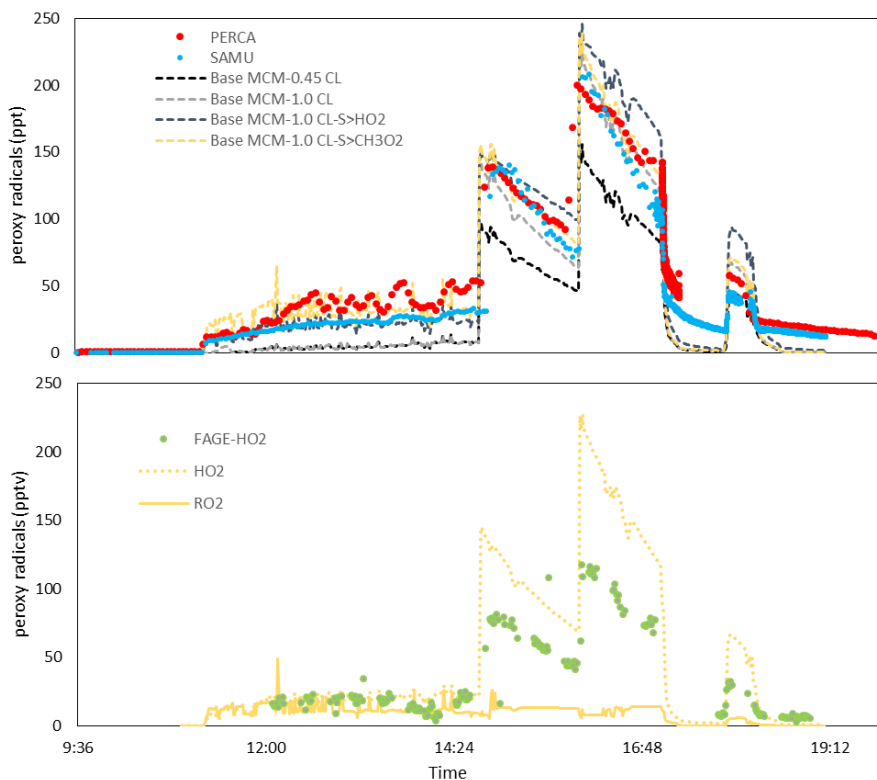 250
200
150
100
50
0
peroxy radicals (ppt)
PERCA
SAMU
Base MCM-0.45 CL
Base MCM-1.0 CL
Base MCM-1.0 CL-S>HO2
Base MCM-1.0 CL-S>CH3O2
250
200
150
100
50
0
peroxy radicals (pptv)
FAGE-HO2
HO2
RO2
9:36 12:00 14:24 16:48 19:12
Time